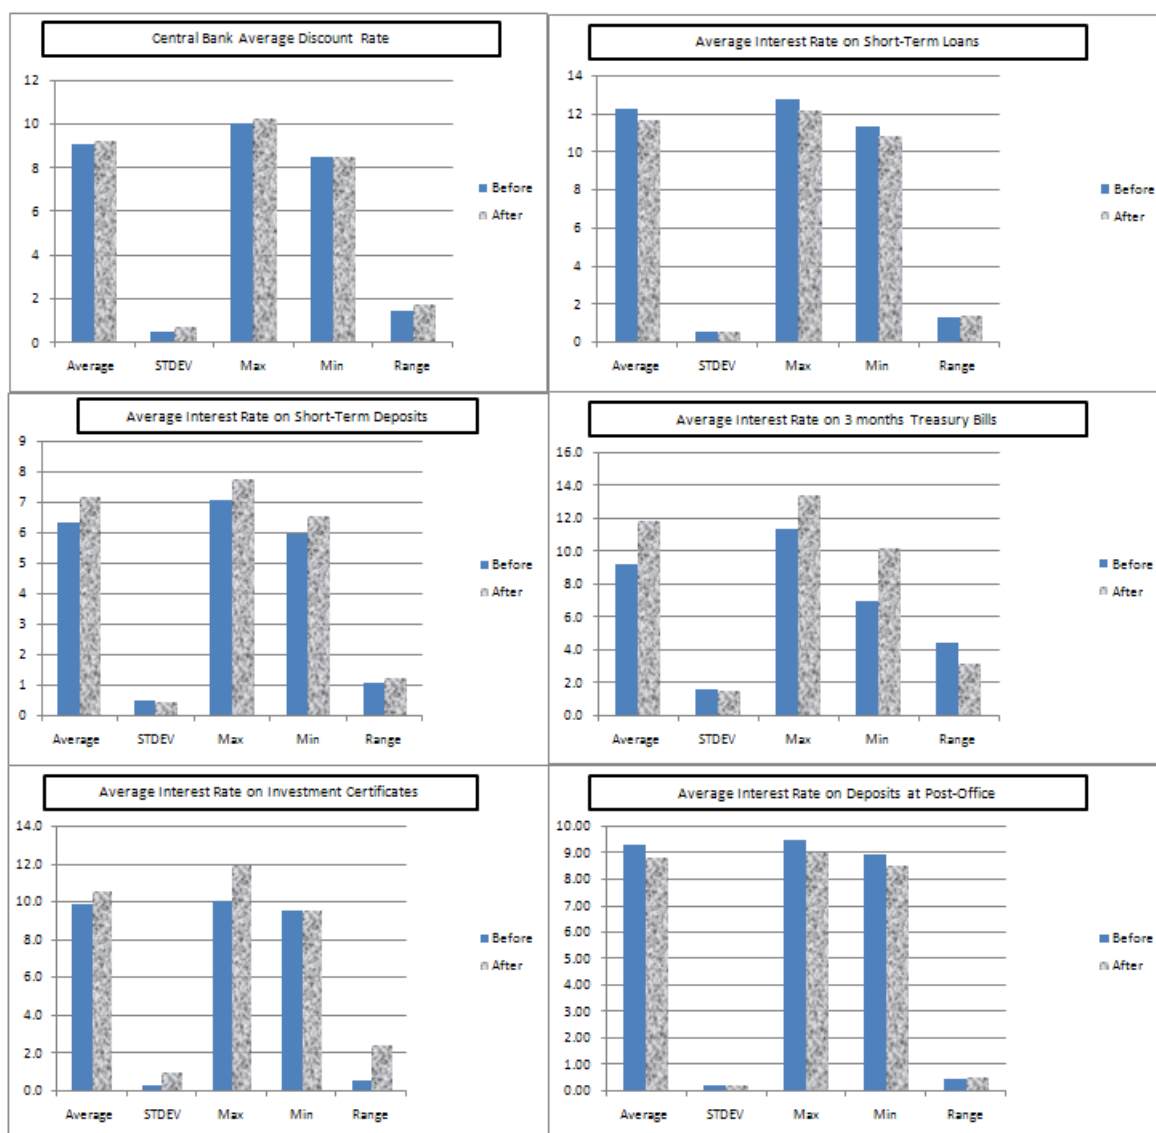 Central Bank Average Discount Rate
12
10
8
6
4
2
0
Average STDEV Max Min Range
Before
After
Average Interest Rate on Short-Term Loans
14
12
10
8
6
4
2
0
Average STDEV Max Min Range
Before
After
Average Interest Rate on Short-Term Deposits
9
8
7
6
5
4
3
2
1
0
Average STDEV Max Min Range
Before
After
Average Interest Rate on 3 months Treasury Bills
16.0
14.0
12.0
10.0
8.0
6.0
4.0
2.0
0.0
Average STDEV Max Min Range
Before
After
Average Interest Rate on Investment Certificates
14.0
12.0
10.0
8.0
6.0
4.0
2.0
0.0
Average STDEV Max Min Range
Before
After
Average Interest Rate on Deposits at Post-Office
10.00
9.00
8.00
7.00
6.00
5.00
4.00
3.00
2.00
1.00
0.00
Average STDEV Max Min Range
Before
After